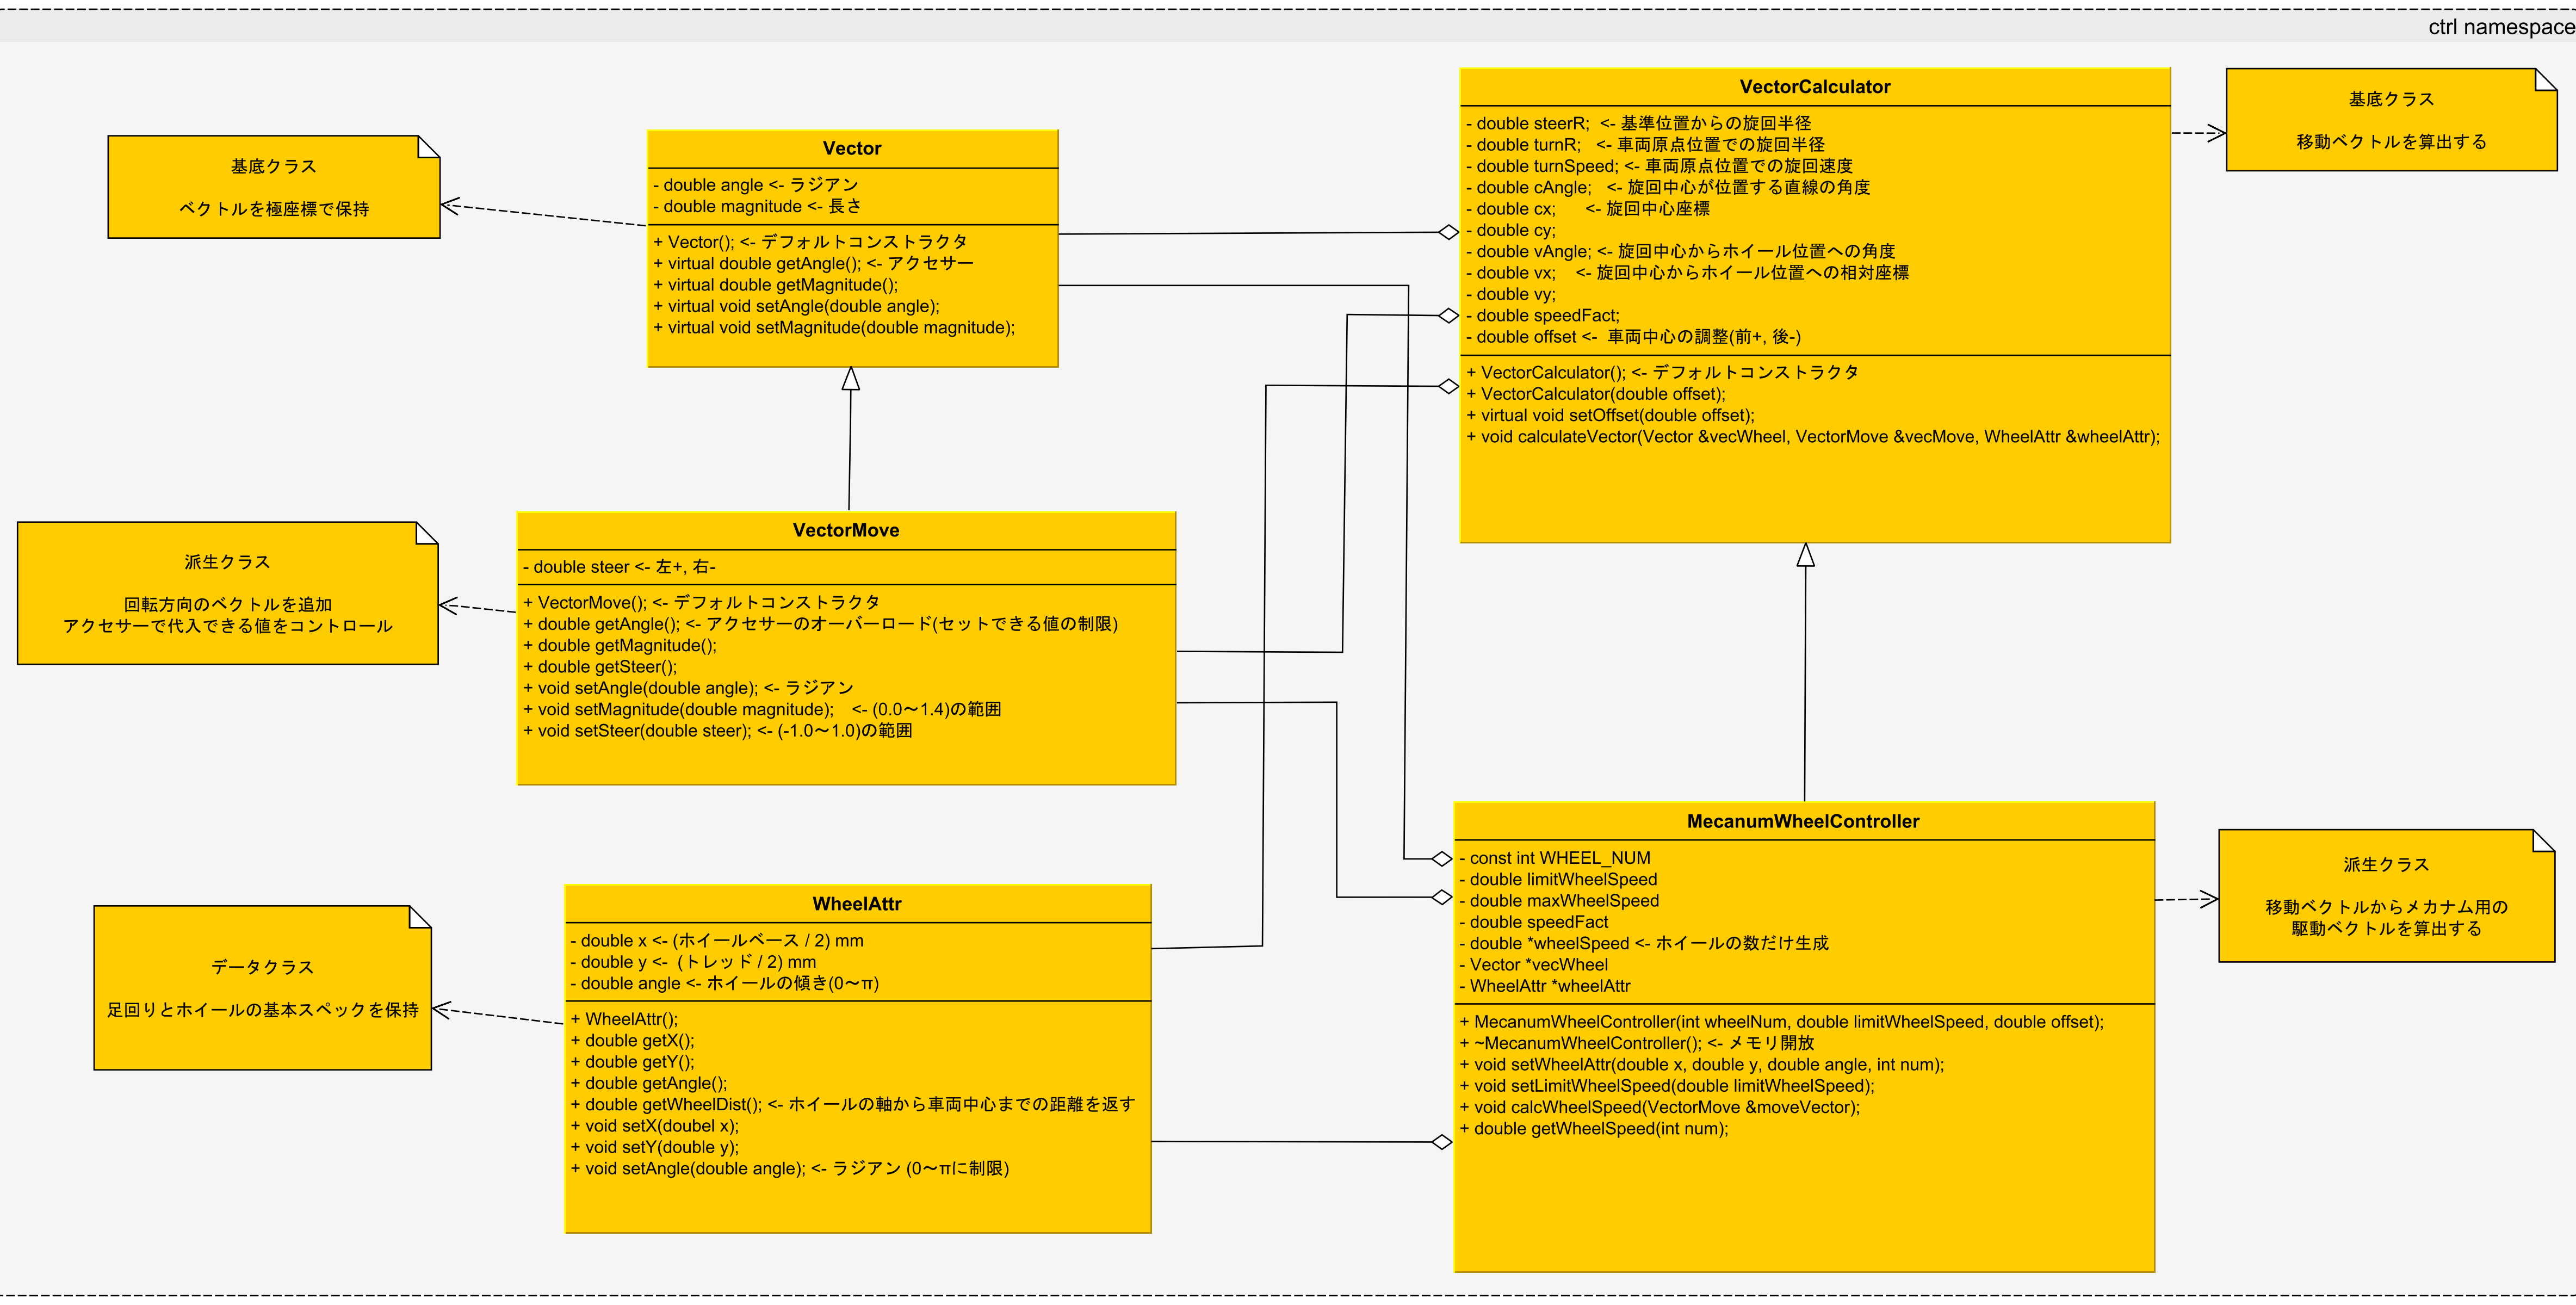 ctrl namespace
基底クラス
ベクトルを極座標で保持
Vector
- double angle <- ラジアン
- double magnitude <- 長さ
+ Vector(); <- デフォルトコンストラクタ
+ virtual double getAngle(); <- アクセサー
+ virtual double getMagnitude();
+ virtual void setAngle(double angle);
+ virtual void setMagnitude(double magnitude);
VectorCalculator
- double steerR; <- 基準位置からの旋回半径
- double turnR; <- 車両原点位置での旋回半径
- double turnSpeed; <- 車両原点位置での旋回速度
- double cAngle; <- 旋回中心が位置する直線の角度
- double cx; <- 旋回中心座標
- double cy;
- double vAngle; <- 旋回中心からホイール位置への角度
- double vx; <- 旋回中心からホイール位置への相対座標
- double vy;
- double speedFact;
- double offset <- 車両中心の調整(前+, 後-)
+ VectorCalculator(); <- デフォルトコンストラクタ
+ VectorCalculator(double offset);
+ virtual void setOffset(double offset);
+ void calculateVector(Vector &vecWheel, VectorMove &vecMove, WheelAttr &wheelAttr);
基底クラス
移動ベクトルを算出する
派生クラス
回転方向のベクトルを追加
アクセサーで代入できる値をコントロール
VectorMove
- double steer <- 左+, 右-
+ VectorMove(); <- デフォルトコンストラクタ
+ double getAngle(); <- アクセサーのオーバーロード(セットできる値の制限)
+ double getMagnitude();
+ double getSteer();
+ void setAngle(double angle); <- ラジアン
+ void setMagnitude(double magnitude); <- (0.0〜1.4)の範囲
+ void setSteer(double steer); <- (-1.0〜1.0)の範囲
データクラス
足回りとホイールの基本スペックを保持
WheelAttr
- double x <- (ホイールベース / 2) mm
- double y <- (トレッド / 2) mm
- double angle <- ホイールの傾き(0〜π)
+ WheelAttr();
+ double getX();
+ double getY();
+ double getAngle();
+ double getWheelDist(); <- ホイールの軸から車両中心までの距離を返す
+ void setX(doubel x);
+ void setY(double y);
+ void setAngle(double angle); <- ラジアン (0〜πに制限)
MecanumWheelController
- const int WHEEL_NUM
- double limitWheelSpeed
- double maxWheelSpeed
- double speedFact
- double *wheelSpeed <- ホイールの数だけ生成
- Vector *vecWheel
- WheelAttr *wheelAttr
+ MecanumWheelController(int wheelNum, double limitWheelSpeed, double offset);
+ ~MecanumWheelController(); <- メモリ開放
+ void setWheelAttr(double x, double y, double angle, int num);
+ void setLimitWheelSpeed(double limitWheelSpeed);
+ void calcWheelSpeed(VectorMove &moveVector);
+ double getWheelSpeed(int num);
派生クラス
移動ベクトルからメカナム用の
駆動ベクトルを算出する